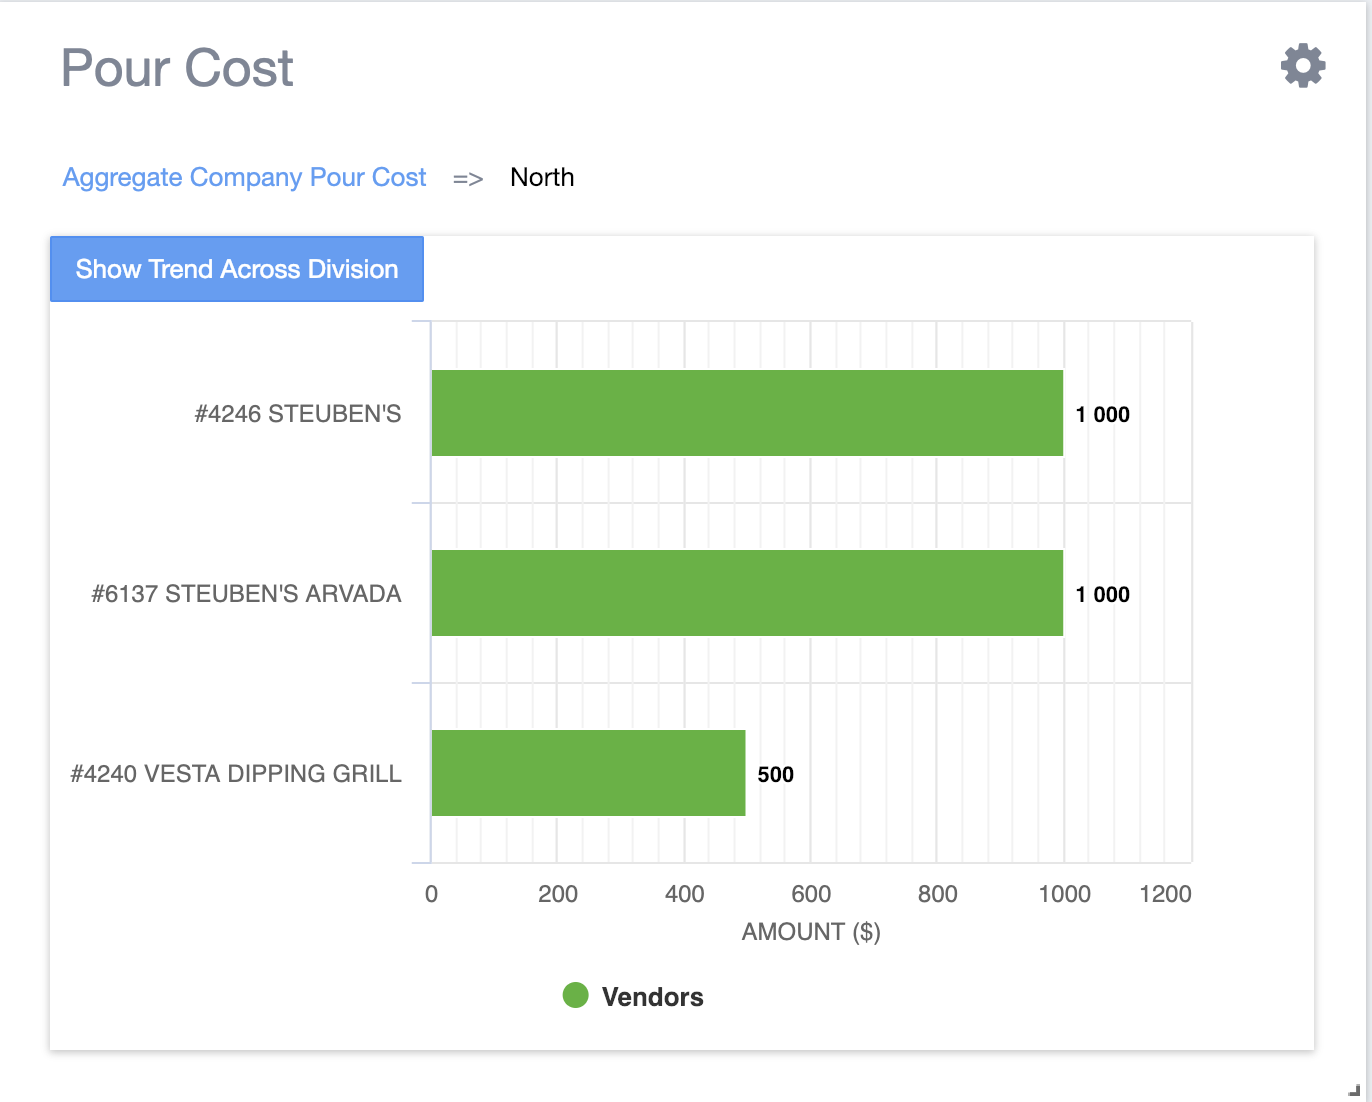 Pour Cost
Aggregate Company Pour Cost => North
Show Trend Across Division
#4246 STEUBEN'S
1 000
#6137 STEUBEN'S ARVADA
1 000
#4240 VESTA DIPPING GRILL
500
0 200 400 600 800 1000 1200
AMOUNT ($)
Vendors